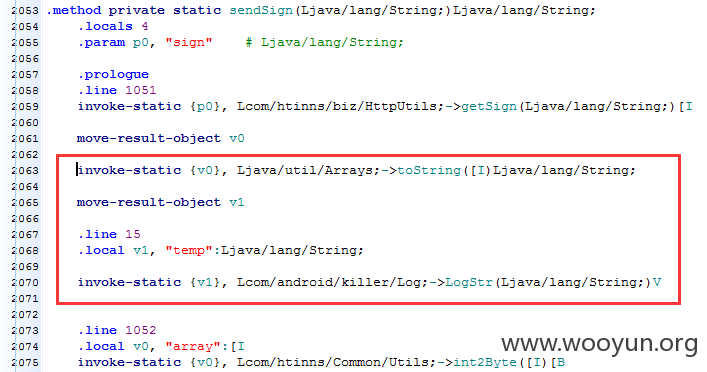 2053 .method private static sendSign(Ljava/lang/String;)Ljava/lang/String;
2054 .locals 4
2055 .param p0, "sign" # Ljava/lang/String;
2056
2057 .prologue
2058 .line 1051
2059 invoke-static {p0}, Lcom/htinns/biz/HttpUtils;->getSign(Ljava/lang/String;)[I
2060
2061 move-result-object v0
2062
2063 invoke-static {v0}, Ljava/util/Arrays;->toString([I)Ljava/lang/String;
2064
2065 move-result-object v1
2066
2067 .line 15
2068 .local v1, "temp":Ljava/lang/String;
2069
2070 invoke-static {v1}, Lcom/android/killer/Log;->LogStr(Ljava/lang/String;)V
2071
2072
2073 .line 1052
2074 .local v0, "array":[I
2075 invoke-static {v0}, Lcom/htinns/Common/Utils;->int2Byte([I)[B
www.wooyun.org